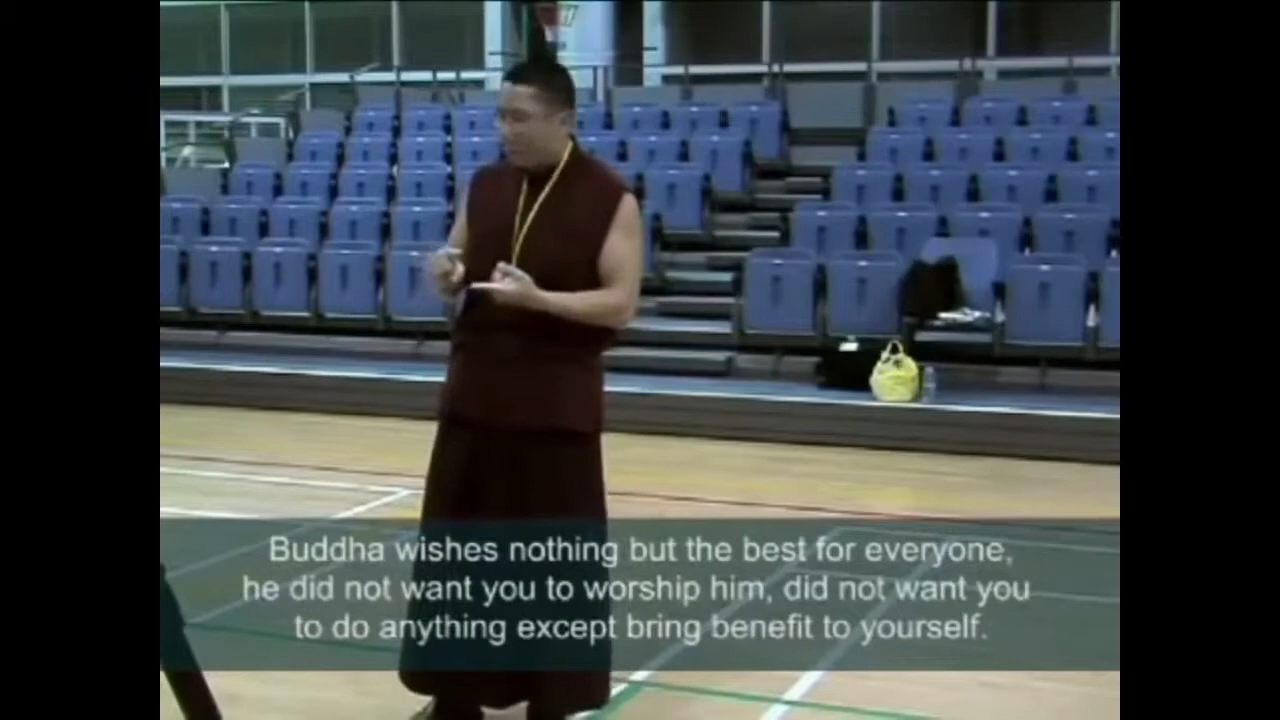 Buddha wishes nothing but the best for everyone,
he did not want you to worship him, did not want you
to do anything except bring benefit to yourself.